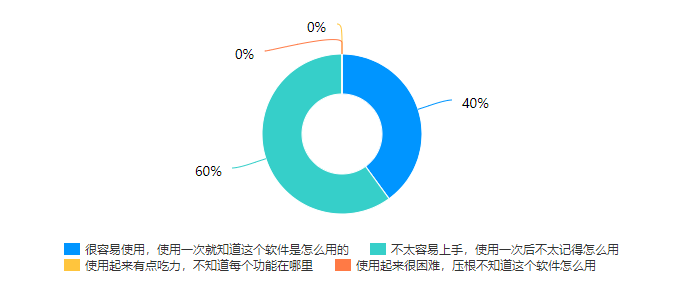 0%
0%
40%
60%
很容易使用，使用一次就知道这个软件是怎么用的
不太容易上手，使用一次后不太记得怎么用
使用起来有点吃力，不知道每个功能在哪里
使用起来很困难，压根不知道这个软件怎么用